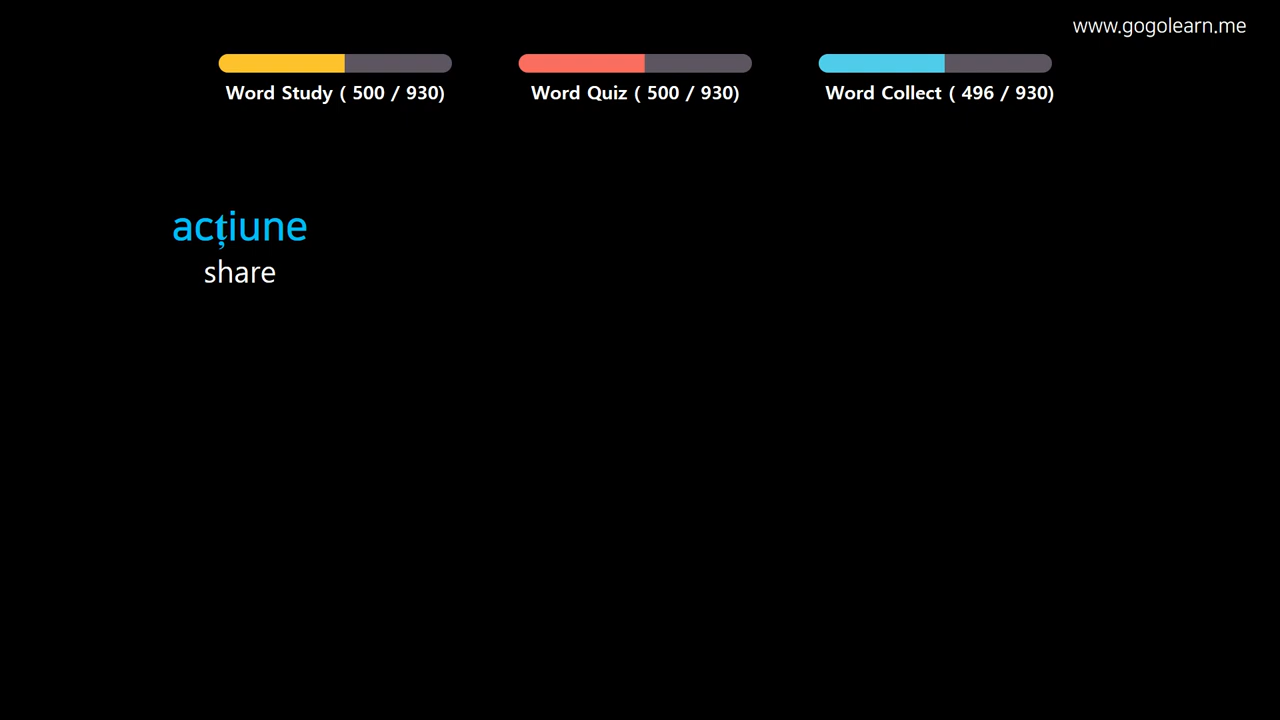 www.gogolearn.me
Word Study ( 500 / 930)
Word Quiz ( 500 / 930)
Word Collect ( 496 / 930)
acțiune
share